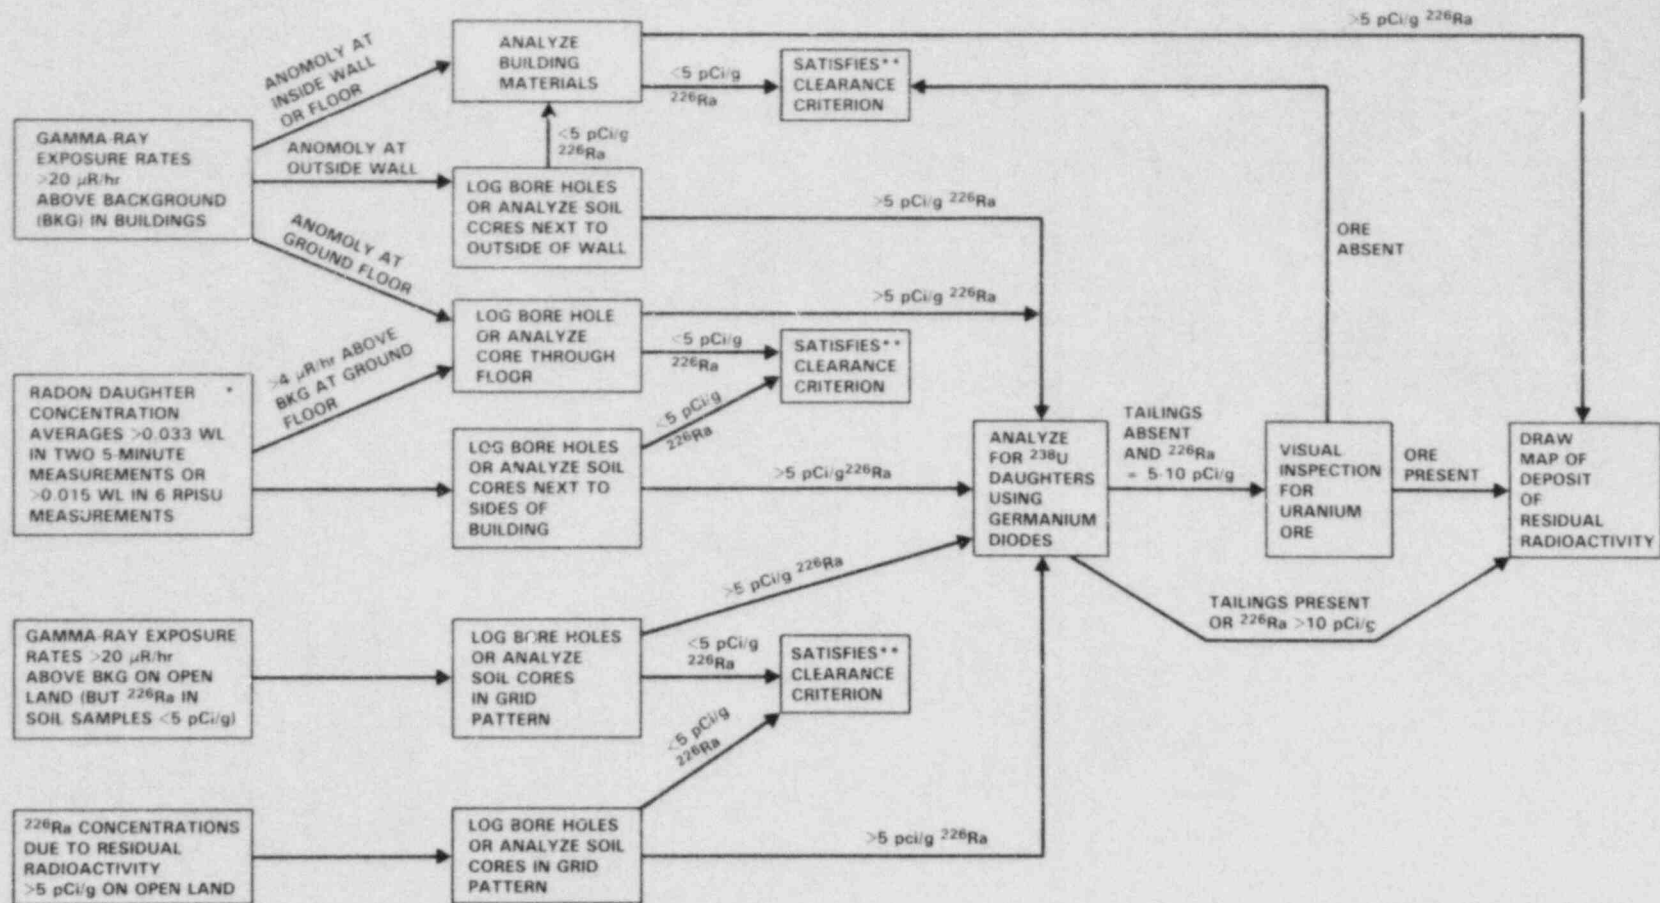 >5 pCi/g 226Ra
ANOMOLY AT
INSIDE WALL
OR FLOOR
ANALYZE
BUILDING
MATERIALS
<5 pCi/g
226Ra
SATISFIES**
CLEARANCE
CRITERION
GAMMA-RAY
EXPOSURE RATES
>20 μR/hr
ABOVE BACKGROUND
(BKG) IN BUILDINGS
ANOMOLY AT
OUTSIDE WALL
<5 pCi/g
226Ra
LOG BORE HOLES
OR ANALYZE SOIL
CORES NEXT TO
OUTSIDE OF WALL
>5 pCi/g 226Ra
ORE
ABSENT
ANOMOLY AT
GROUND FLOOR
LOG BORE HOLE
OR ANALYZE
CORE THROUGH
FLOOR
>5 pCi/g 226Ra
<5 pCi/g
226Ra
SATISFIES**
CLEARANCE
CRITERION
>4 μR/hr ABOVE
BKG AT GROUND
FLOOR
RADON DAUGHTER *
CONCENTRATION
AVERAGES >0.033 WL
IN TWO 5-MINUTE
MEASUREMENTS OR
>0.015 WL IN 6 RPISU
MEASUREMENTS
<5 pCi/g
226Ra
LOG BORE HOLES
OR ANALYZE SOIL
CORES NEXT TO
SIDES OF
BUILDING
>5 pCi/g226Ra
ANALYZE
FOR 238U
DAUGHTERS
USING
GERMANIUM
DIODES
TAILINGS
ABSENT
AND 226Ra
= 5-10 pCi/g
VISUAL
INSPECTION
FOR
URANIUM
ORE
ORE
PRESENT
DRAW
MAP OF
DEPOSIT
OF
RESIDUAL
RADIOACTIVITY
>5 pCi/g 226Ra
TAILINGS PRESENT
OR 226Ra >10 pCi/g
GAMMA-RAY EXPOSURE
RATES >20 μR/hr
ABOVE BKG ON OPEN
LAND (BUT 226Ra IN
SOIL SAMPLES <5 pCi/g)
LOG BORE HOLES
OR ANALYZE
SOIL CORES
IN GRID
PATTERN
<5 pCi/g
226Ra
SATISFIES**
CLEARANCE
CRITERION
<5 pCi/g
226Ra
226Ra CONCENTRATIONS
DUE TO RESIDUAL
RADIOACTIVITY
>5 pCi/g ON OPEN LAND
LOG BORE HOLES
OR ANALYZE SOIL
CORES IN GRID
PATTERN
>5 pci/g 226Ra